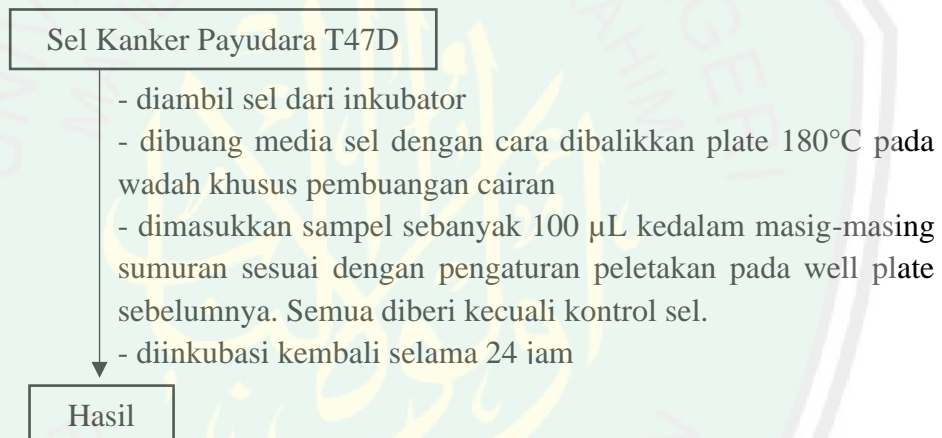 Sel Kanker Payudara T47D
- diambil sel dari inkubator
- dibuang media sel dengan cara dibalikkan plate 180°C pada
wadah khusus pembuangan cairan
- dimasukkan sampel sebanyak 100 µL kedalam masig-masing
sumuran sesuai dengan pengaturan peletakan pada well plate
sebelumnya. Semua diberi kecuali kontrol sel.
- diinkubasi kembali selama 24 jam
Hasil